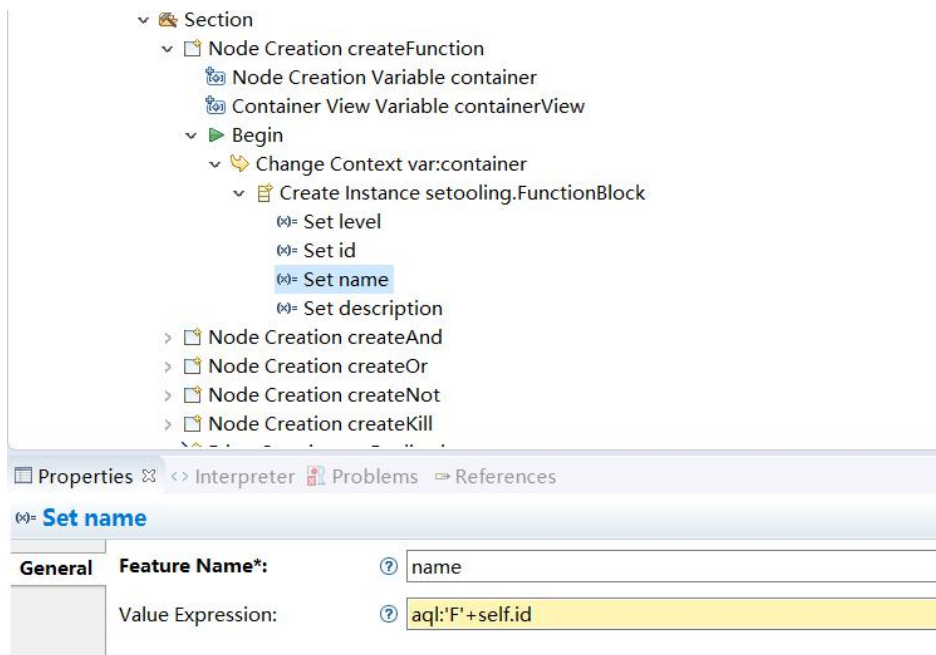 Section
Node Creation createFunction
Node Creation Variable container
Container View Variable containerView
Begin
Change Context var:container
Create Instance setooling.FunctionBlock
Set level
Set id
Set name
Set description
Node Creation createAnd
Node Creation createOr
Node Creation createNot
Node Creation createKill
Properties Interpreter Problems References
Set name
General Feature Name*: name
Value Expression: aql:'F'+self.id